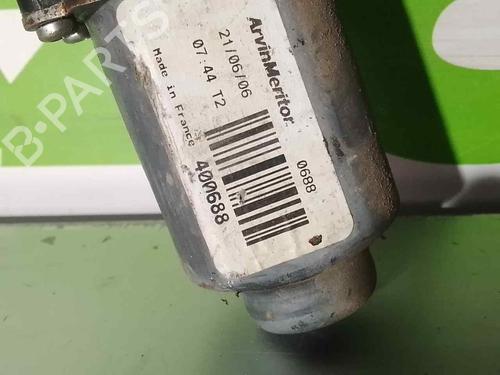 ArvinMeritor.
21/06/06
07:44 T2
Made in France
400688
0688
B-PARTS